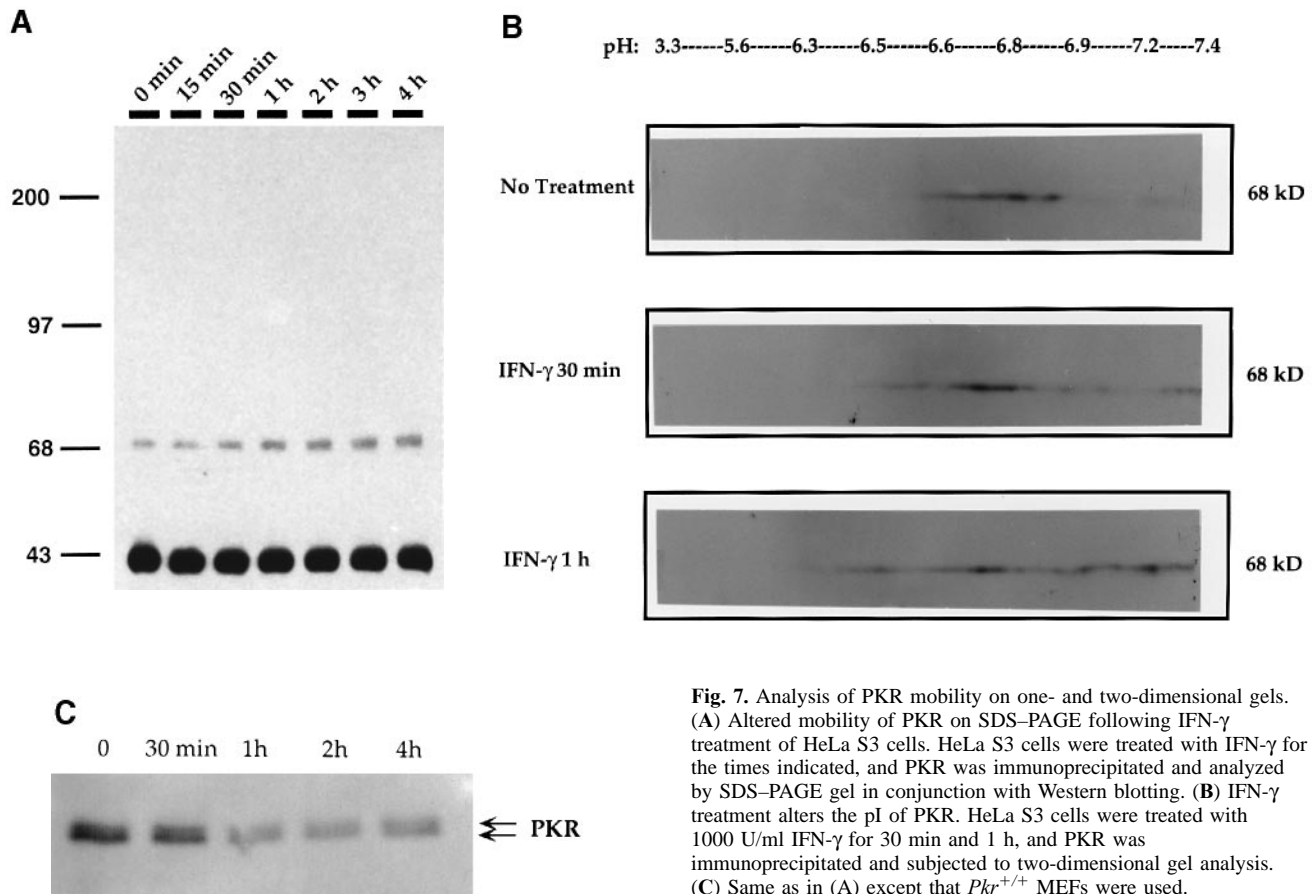 A
0 min 15 min 30 min 1 h 2 h 3 h 4 h
200
97
68
43
B
pH: 3.3------5.6------6.3------6.5------6.6------6.8------6.9------7.2-----7.4
No Treatment
68 kD
IFN-γ 30 min
68 kD
IFN-γ 1 h
68 kD
C
0 30 min 1h 2h 4h
PKR
Fig. 7. Analysis of PKR mobility on one- and two-dimensional gels.
(A) Altered mobility of PKR on SDS–PAGE following IFN-γ
treatment of HeLa S3 cells. HeLa S3 cells were treated with IFN-γ for
the times indicated, and PKR was immunoprecipitated and analyzed
by SDS–PAGE gel in conjunction with Western blotting. (B) IFN-γ
treatment alters the pI of PKR. HeLa S3 cells were treated with
1000 U/ml IFN-γ for 30 min and 1 h, and PKR was
immunoprecipitated and subjected to two-dimensional gel analysis.
(C) Same as in (A) except that Pkr+/+ MEFs were used.